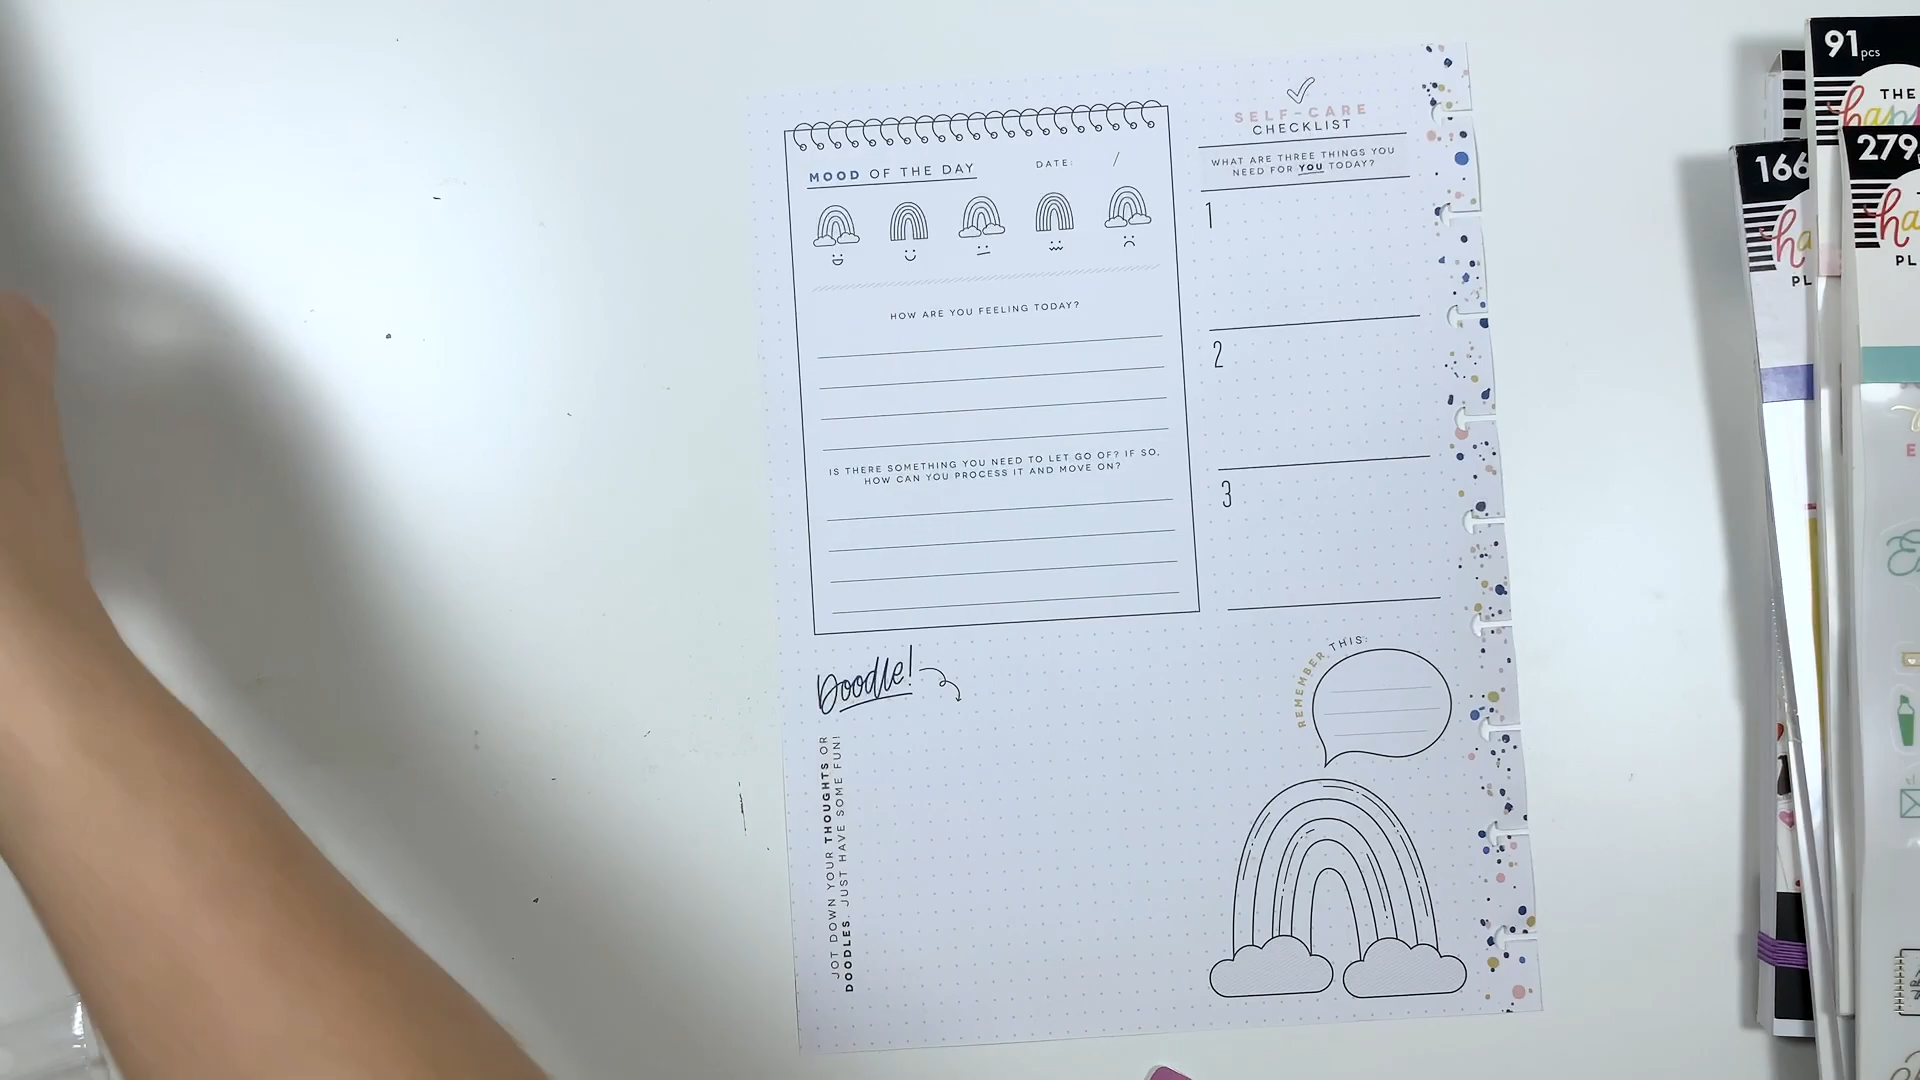 MOOD OF THE DAY
DATE: /
HOW ARE YOU FEELING TODAY?
IS THERE SOMETHING YOU NEED TO LET GO OF? IF SO,
HOW CAN YOU PROCESS IT AND MOVE ON?
SELF-CARE
CHECKLIST
WHAT ARE THREE THINGS YOU
NEED FOR YOU TODAY?
1
2
3
Doodle!
JOT DOWN YOUR THOUGHTS OR
DOODLES. JUST HAVE SOME FUN!
REMEMBER THIS:
91 pcs
THE
166
279